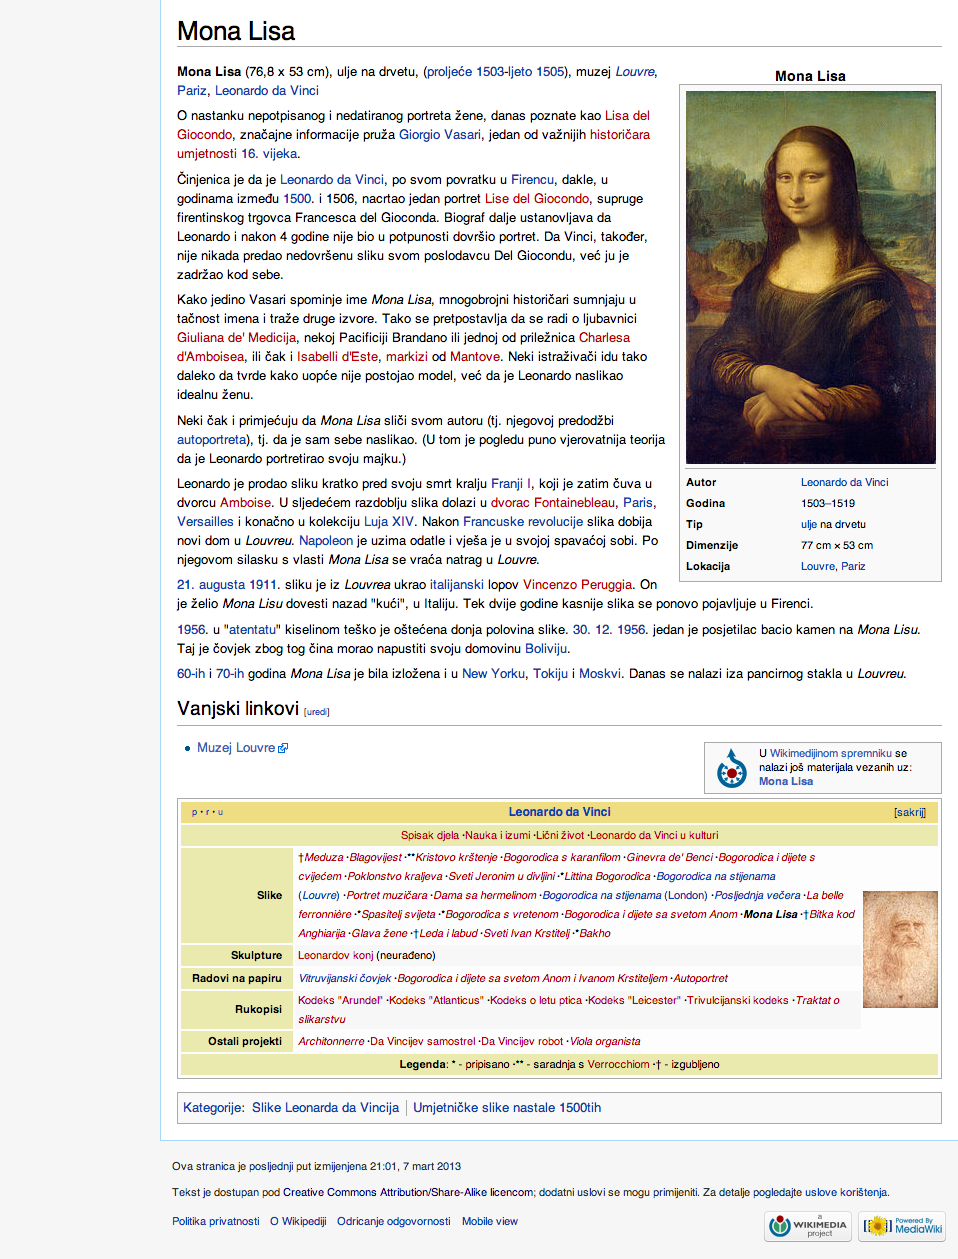 Mona Lisa
Mona Lisa (76,8 x 53 cm), ulje na drvetu, (proljeće 1503-ljeto 1505), muzej Louvre,
Pariz, Leonardo da Vinci
O nastanku nepotpisanog i nedatiranog portreta žene, danas poznate kao Lisa del
Giocondo, značajne informacije pruža Giorgio Vasari, jedan od važnijih historičara
umjetnosti 16. vijeka.
Činjenica je da je Leonardo da Vinci, po svom povratku u Firencu, dakle, u
godinama između 1500. i 1506, nacrtao jedan portret Lise del Giocondo, supruge
firentinskog trgovca Francesca del Gioconda. Biograf dalje ustanovljava da
Leonardo i nakon 4 godine nije bio u potpunosti dovršio portret. Da Vinci, također,
nije nikada predao nedovršenu sliku svom poslodavcu Del Giocondu, već ju je
zadržao kod sebe.
Kako jedino Vasari spominje ime Mona Lisa, mnogobrojni historičari sumnjaju u
tačnost imena i traže druge izvore. Tako se pretpostavlja da se radi o ljubavnici
Giuliana de' Medicija, nekoj Pacificiji Brandano ili jednoj od priležnica Charlesa
d'Amboisea, ili čak i Isabelli d'Este, markizi od Mantove. Neki istraživači idu tako
daleko da tvrde kako uopće nije postojao model, već da je Leonardo naslikao
idealnu ženu.
Neki čak i primjećuju da Mona Lisa sliči svom autoru (tj. njegovoj predodžbi
autoportreta), tj. da je sam sebe naslikao. (U tom je pogledu puno vjerovatnija teorija
da je Leonardo portretirao svoju majku.)
Leonardo je prodao sliku kratko pred svoju smrt kralju Franji I, koji je zatim čuva u
dvorcu Amboise. U sljedećem razdoblju slika dolazi u dvorac Fontainebleau, Paris,
Versailles i konačno u kolekciju Luja XIV. Nakon Francuske revolucije slika dobija
novi dom u Louvreu. Napoleon je uzima odatle i vješa je u svojoj spavaćoj sobi. Po
njegovom silasku s vlasti Mona Lisa se vraća natrag u Louvre.
21. augusta 1911. sliku je iz Louvrea ukrao italijanski lopov Vincenzo Peruggia. On
je želio Mona Lisu dovesti nazad "kući", u Italiju. Tek dvije godine kasnije slika se ponovo pojavljuje u Firenci.
1956. u "atentatu" kiselinom teško je oštećena donja polovina slike. 30. 12. 1956. jedan je posjetilac bacio kamen na Mona Lisu.
Taj je čovjek zbog tog čina morao napustiti svoju domovinu Boliviju.
60-ih i 70-ih godina Mona Lisa je bila izložena i u New Yorku, Tokiju i Moskvi. Danas se nalazi iza pancirnog stakla u Louvreu.
Mona Lisa
Autor Leonardo da Vinci
Godina 1503–1519
Tip ulje na drvetu
Dimenzije 77 cm × 53 cm
Lokacija Louvre, Pariz
Vanjski linkovi [uredi]
• Muzej Louvre
U Wikimedijinom spremniku se
nalazi još materijala vezanih uz:
Mona Lisa
p · r · u Leonardo da Vinci [sakrij]
Spisak djela · Nauka i izumi · Lični život · Leonardo da Vinci u kulturi
Slike
†Meduza · Blagovijest · **Kristovo krštenje · Bogorodica s karanfilom · Ginevra de' Benci · Bogorodica i dijete s
cvijećem · Poklonstvo kraljeva · Sveti Jeronim u divljini · *Littina Bogorodica · Bogorodica na stijenama
(Louvre) · Portret muzičara · Dama sa hermelinom · Bogorodica na stijenama (London) · Posljednja večera · La belle
ferronnière · *Spasitelj svijeta · *Bogorodica s vretenom · Bogorodica i dijete sa svetom Anom · Mona Lisa · †Bitka kod
Anghiarija · Glava žene · †Leda i labud · Sveti Ivan Krstitelj · *Bakho
Skulpture Leonardov konj (neurađeno)
Radovi na papiru Vitruvijanski čovjek · Bogorodica i dijete sa svetom Anom i Ivanom Krstiteljem · Autoportret
Rukopisi
Kodeks "Arundel" · Kodeks "Atlanticus" · Kodeks o letu ptica · Kodeks "Leicester" · Trivulcijanski kodeks · Traktat o
slikarstvu
Ostali projekti Architonnerre · Da Vincijev samostrel · Da Vincijev robot · Viola organista
Legenda: * - pripisano · ** - saradnja s Verrocchiom · † - izgubljeno
Kategorije: Slike Leonarda da Vincija | Umjetničke slike nastale 1500tih
Ova stranica je posljednji put izmijenjena 21:01, 7 mart 2013
Tekst je dostupan pod Creative Commons Attribution/Share-Alike licencom; dodatni uslovi se mogu primijeniti. Za detalje pogledajte uslove korištenja.
Politika privatnosti O Wikipediji Odricanje odgovornosti Mobile view
a
WIKIMEDIA
project
Powered By
MediaWiki